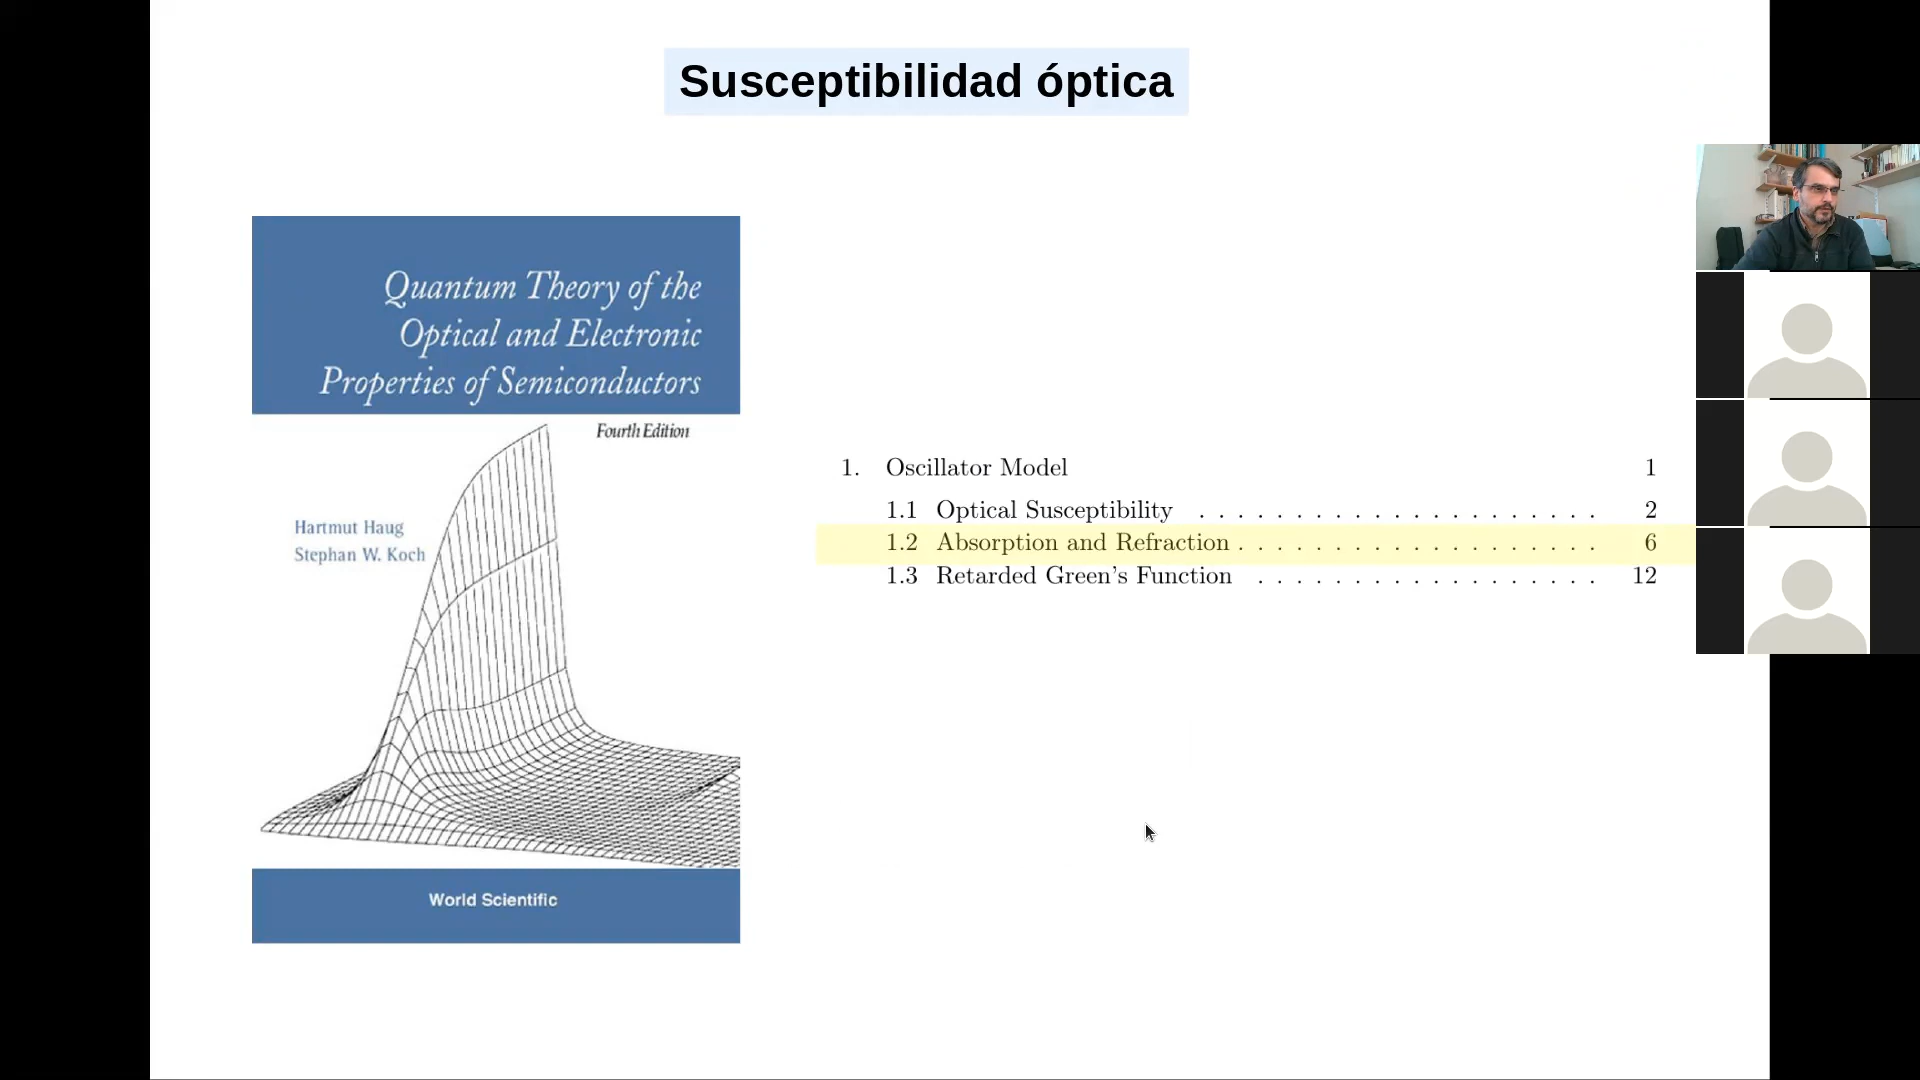 Susceptibilidad óptica
Quantum Theory of the
Optical and Electronic
Properties of Semiconductors
Fourth Edition
Hartmut Haug
Stephan W. Koch
World Scientific
1. Oscillator Model 1
1.1 Optical Susceptibility . . . . . . . . . . . . . . . . . . . . . 2
1.2 Absorption and Refraction . . . . . . . . . . . . . . . . . . . 6
1.3 Retarded Green's Function . . . . . . . . . . . . . . . . . . 12